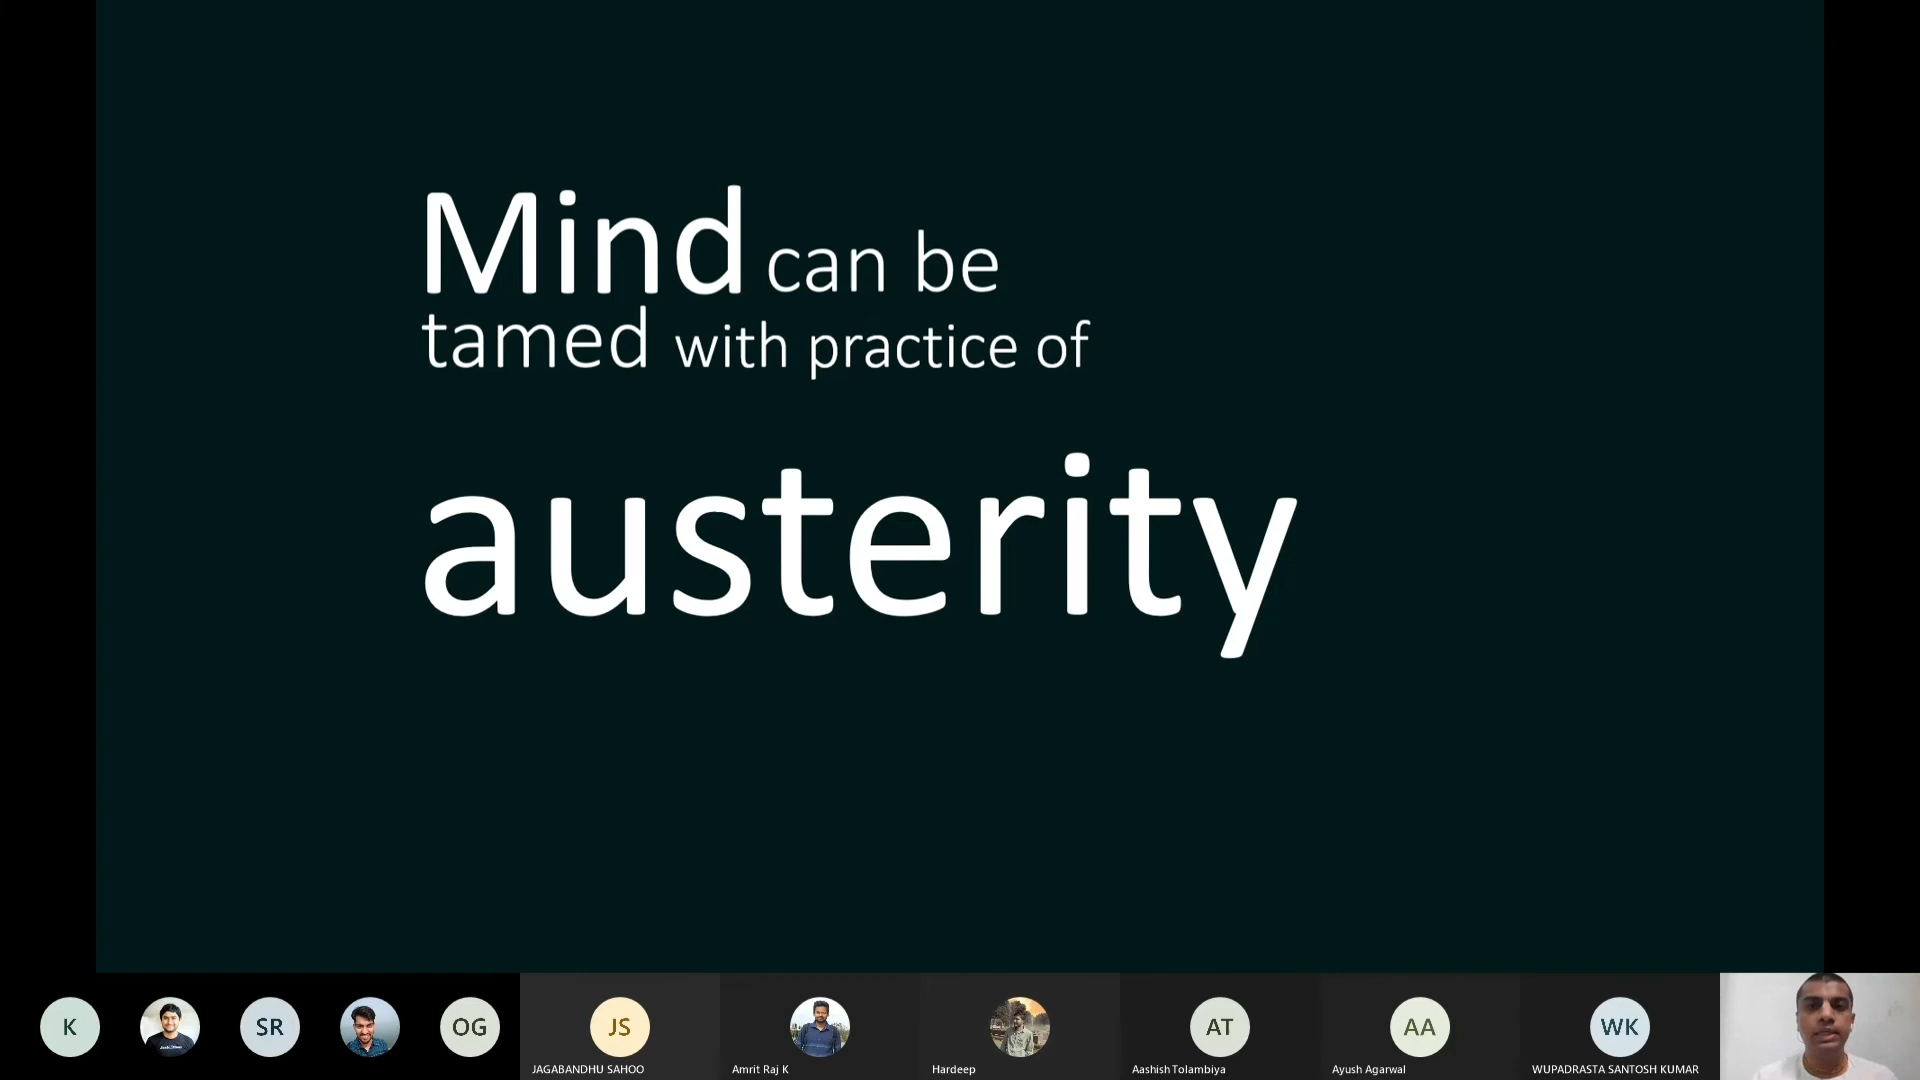 Mind can be
tamed with practice of
austerity
K
SR
OG
JS
AT
AA
WK
JAGABANDHU SAHOO
Amrit Raj K
Hardeep
Aashish Tolambiya
Ayush Agarwal
WUPADRASTA SANTOSH KUMAR